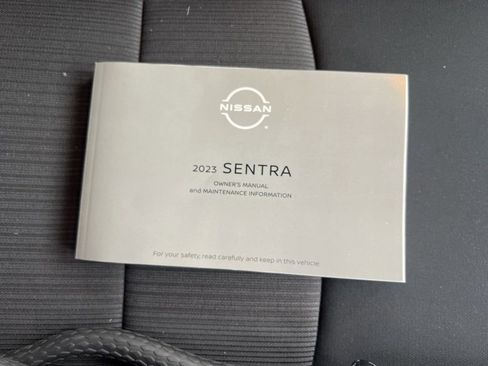 NISSAN
2023 SENTRA
OWNER'S MANUAL
and MAINTENANCE INFORMATION
For your safety, read carefully and keep in this vehicle.